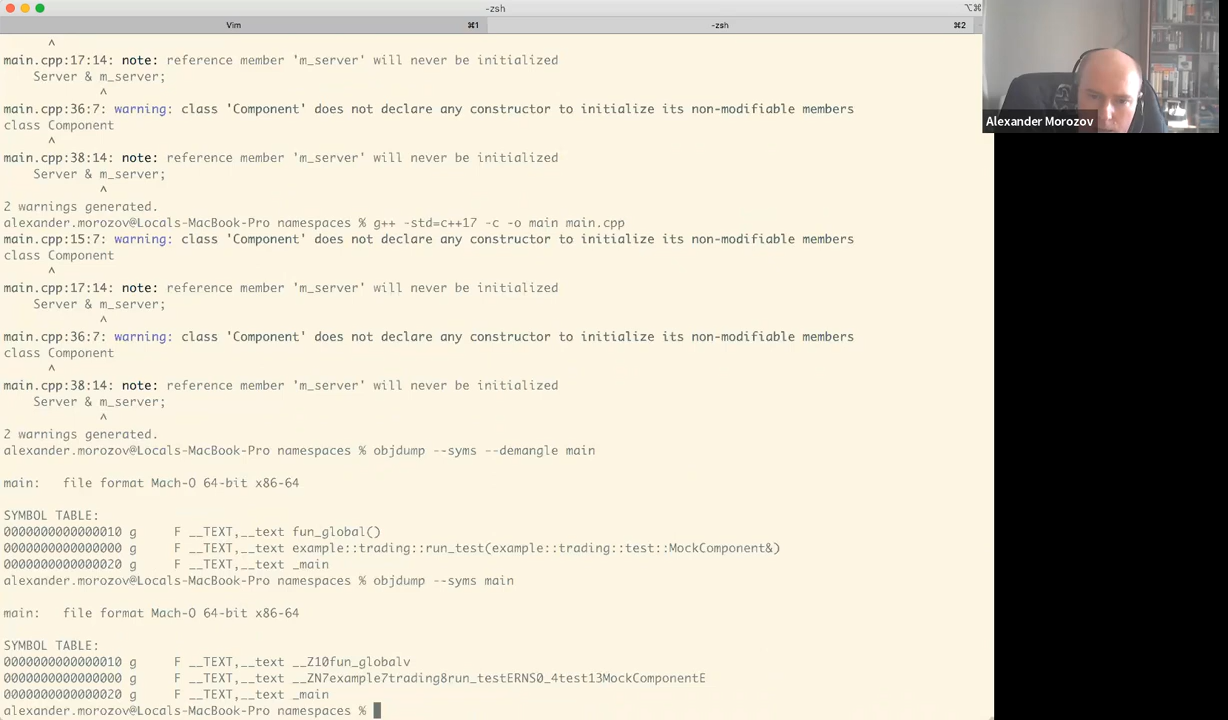 -zsh
⌥⌘
Vim ⌘1 -zsh ⌘2
^
main.cpp:17:14: note: reference member 'm_server' will never be initialized
Server & m_server;
^
main.cpp:36:7: warning: class 'Component' does not declare any constructor to initialize its non-modifiable members
class Component
^
main.cpp:38:14: note: reference member 'm_server' will never be initialized
Server & m_server;
^
2 warnings generated.
alexander.morozov@Locals-MacBook-Pro namespaces % g++ -std=c++17 -c -o main main.cpp
main.cpp:15:7: warning: class 'Component' does not declare any constructor to initialize its non-modifiable members
class Component
^
main.cpp:17:14: note: reference member 'm_server' will never be initialized
Server & m_server;
^
main.cpp:36:7: warning: class 'Component' does not declare any constructor to initialize its non-modifiable members
class Component
^
main.cpp:38:14: note: reference member 'm_server' will never be initialized
Server & m_server;
^
2 warnings generated.
alexander.morozov@Locals-MacBook-Pro namespaces % objdump --syms --demangle main
main: file format Mach-O 64-bit x86-64
SYMBOL TABLE:
0000000000000010 g F __TEXT,__text fun_global()
0000000000000000 g F __TEXT,__text example::trading::run_test(example::trading::test::MockComponent&)
0000000000000020 g F __TEXT,__text _main
alexander.morozov@Locals-MacBook-Pro namespaces % objdump --syms main
main: file format Mach-O 64-bit x86-64
SYMBOL TABLE:
0000000000000010 g F __TEXT,__text __Z10fun_globalv
0000000000000000 g F __TEXT,__text __ZN7example7trading8run_testERNS0_4test13MockComponentE
0000000000000020 g F __TEXT,__text _main
alexander.morozov@Locals-MacBook-Pro namespaces %
Alexander Morozov